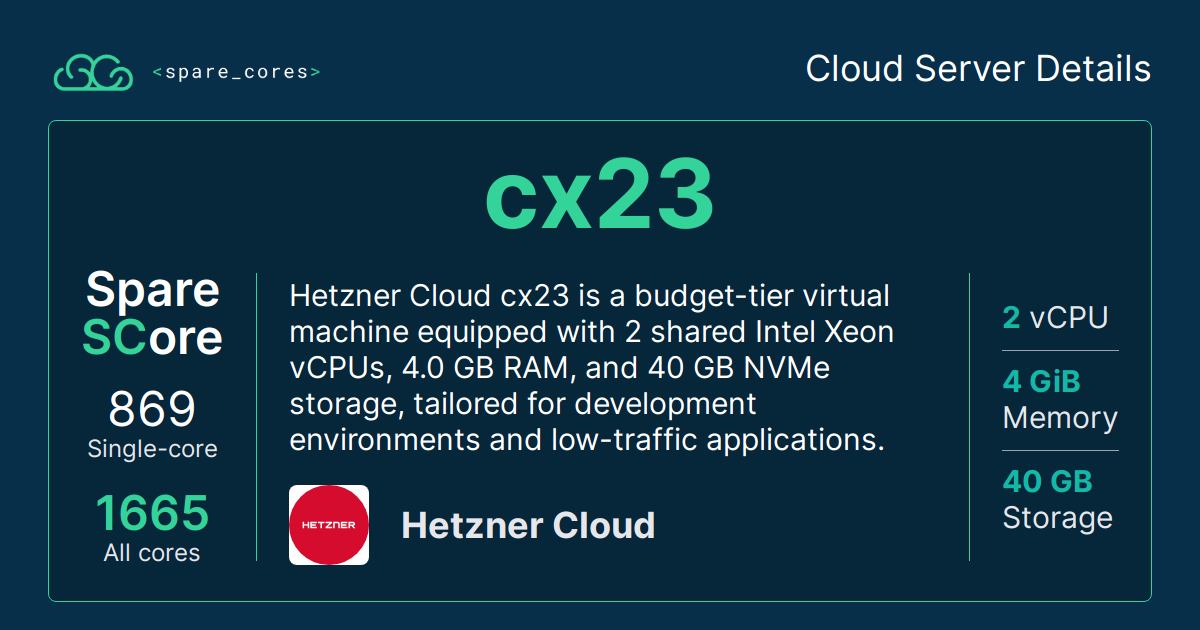 <spare_cores>
Cloud Server Details
cx23
Spare
SCore
869
Single-core
1665
All cores
Hetzner Cloud cx23 is a budget-tier virtual
machine equipped with 2 shared Intel Xeon
vCPUs, 4.0 GB RAM, and 40 GB NVMe
storage, tailored for development
environments and low-traffic applications.
HETZNER
Hetzner Cloud
2 vCPU
4 GiB
Memory
40 GB
Storage